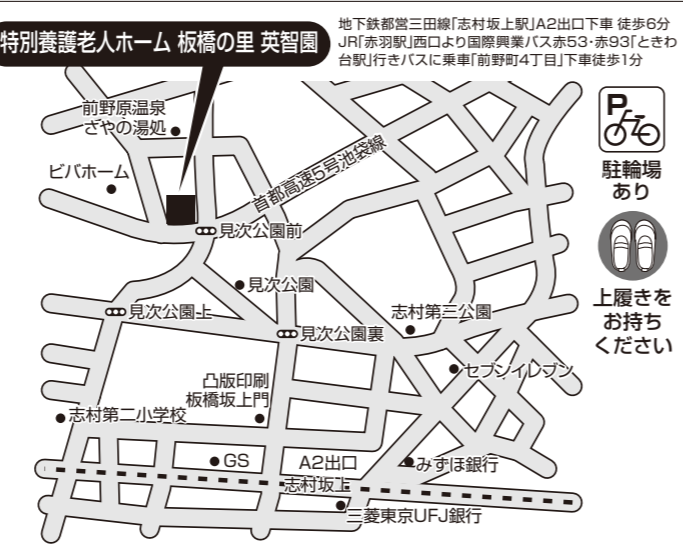 特別養護老人ホーム 板橋の里 英智園
地下鉄都営三田線「志村坂上駅」A2出口下車 徒歩6分
JR「赤羽駅」西口より国際興業バス赤53・赤93「ときわ
台駅」行きバスに乗車「前野町4丁目」下車徒歩1分
前野原温泉
さやの湯処
ビバホーム
首都高速5号池袋線
見次公園前
見次公園
見次公園上
見次公園裏
志村第三公園
セブンイレブン
凸版印刷
板橋坂上門
志村第二小学校
GS
A2出口
志村坂上
みずほ銀行
三菱東京UFJ銀行
P
駐輪場
あり
上履きを
お持ち
ください